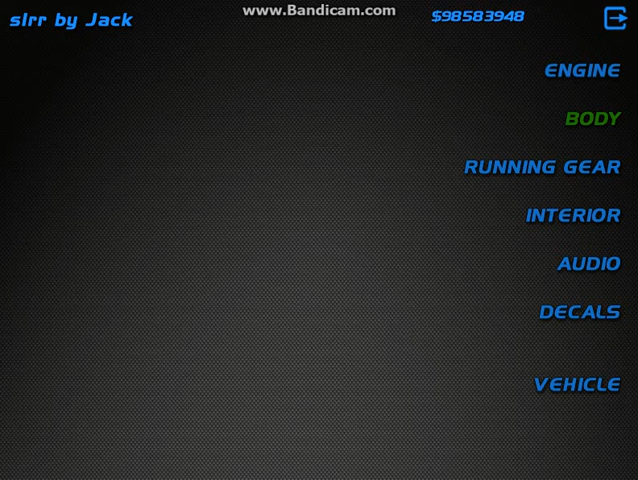 slrr by Jack
www.Bandicam.com
$98583948
ENGINE
BODY
RUNNING GEAR
INTERIOR
AUDIO
DECALS
VEHICLE